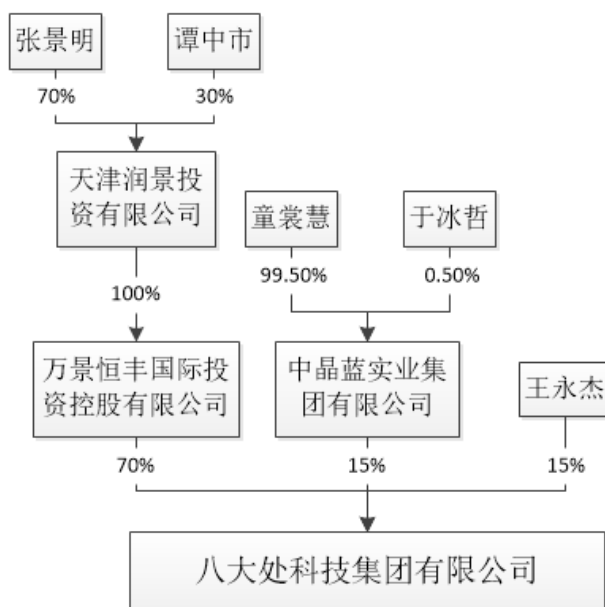 张景明
谭中市
70%
30%
天津润景投
资有限公司
童裳慧
于冰哲
100%
99.50%
0.50%
万景恒丰国际投
资控股有限公司
中晶蓝实业集
团有限公司
王永杰
70%
15%
15%
八大处科技集团有限公司